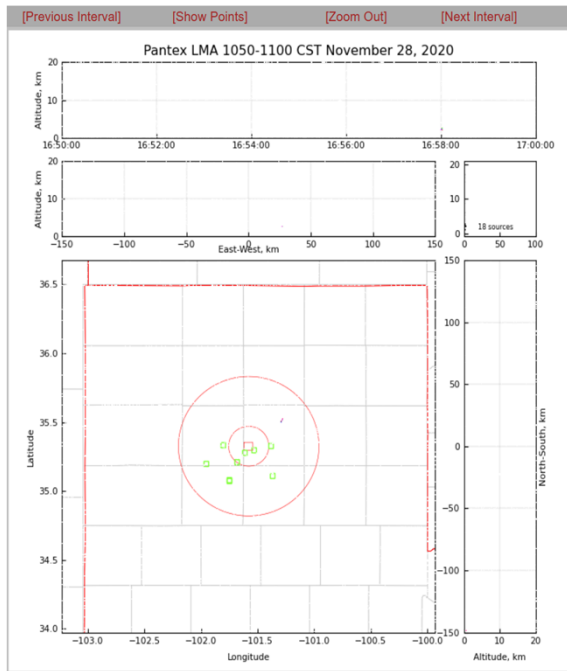 [Previous Interval] [Show Points] [Zoom Out] [Next Interval]
Pantex LMA 1050-1100 CST November 28, 2020
Altitude, km
20
10
0
16:50:00 16:52:00 16:54:00 16:56:00 16:58:00 17:00:00
Altitude, km
20
10
0
−150 −100 −50 0 50 100 150
East-West, km
20
10
0
18 sources
0 50 100
Latitude
36.5
36.0
35.5
35.0
34.5
34.0
−103.0 −102.5 −102.0 −101.5 −101.0 −100.5 −100.0
Longitude
150
100
50
0
−50
−100
−150
North-South, km
0 10 20
Altitude, km